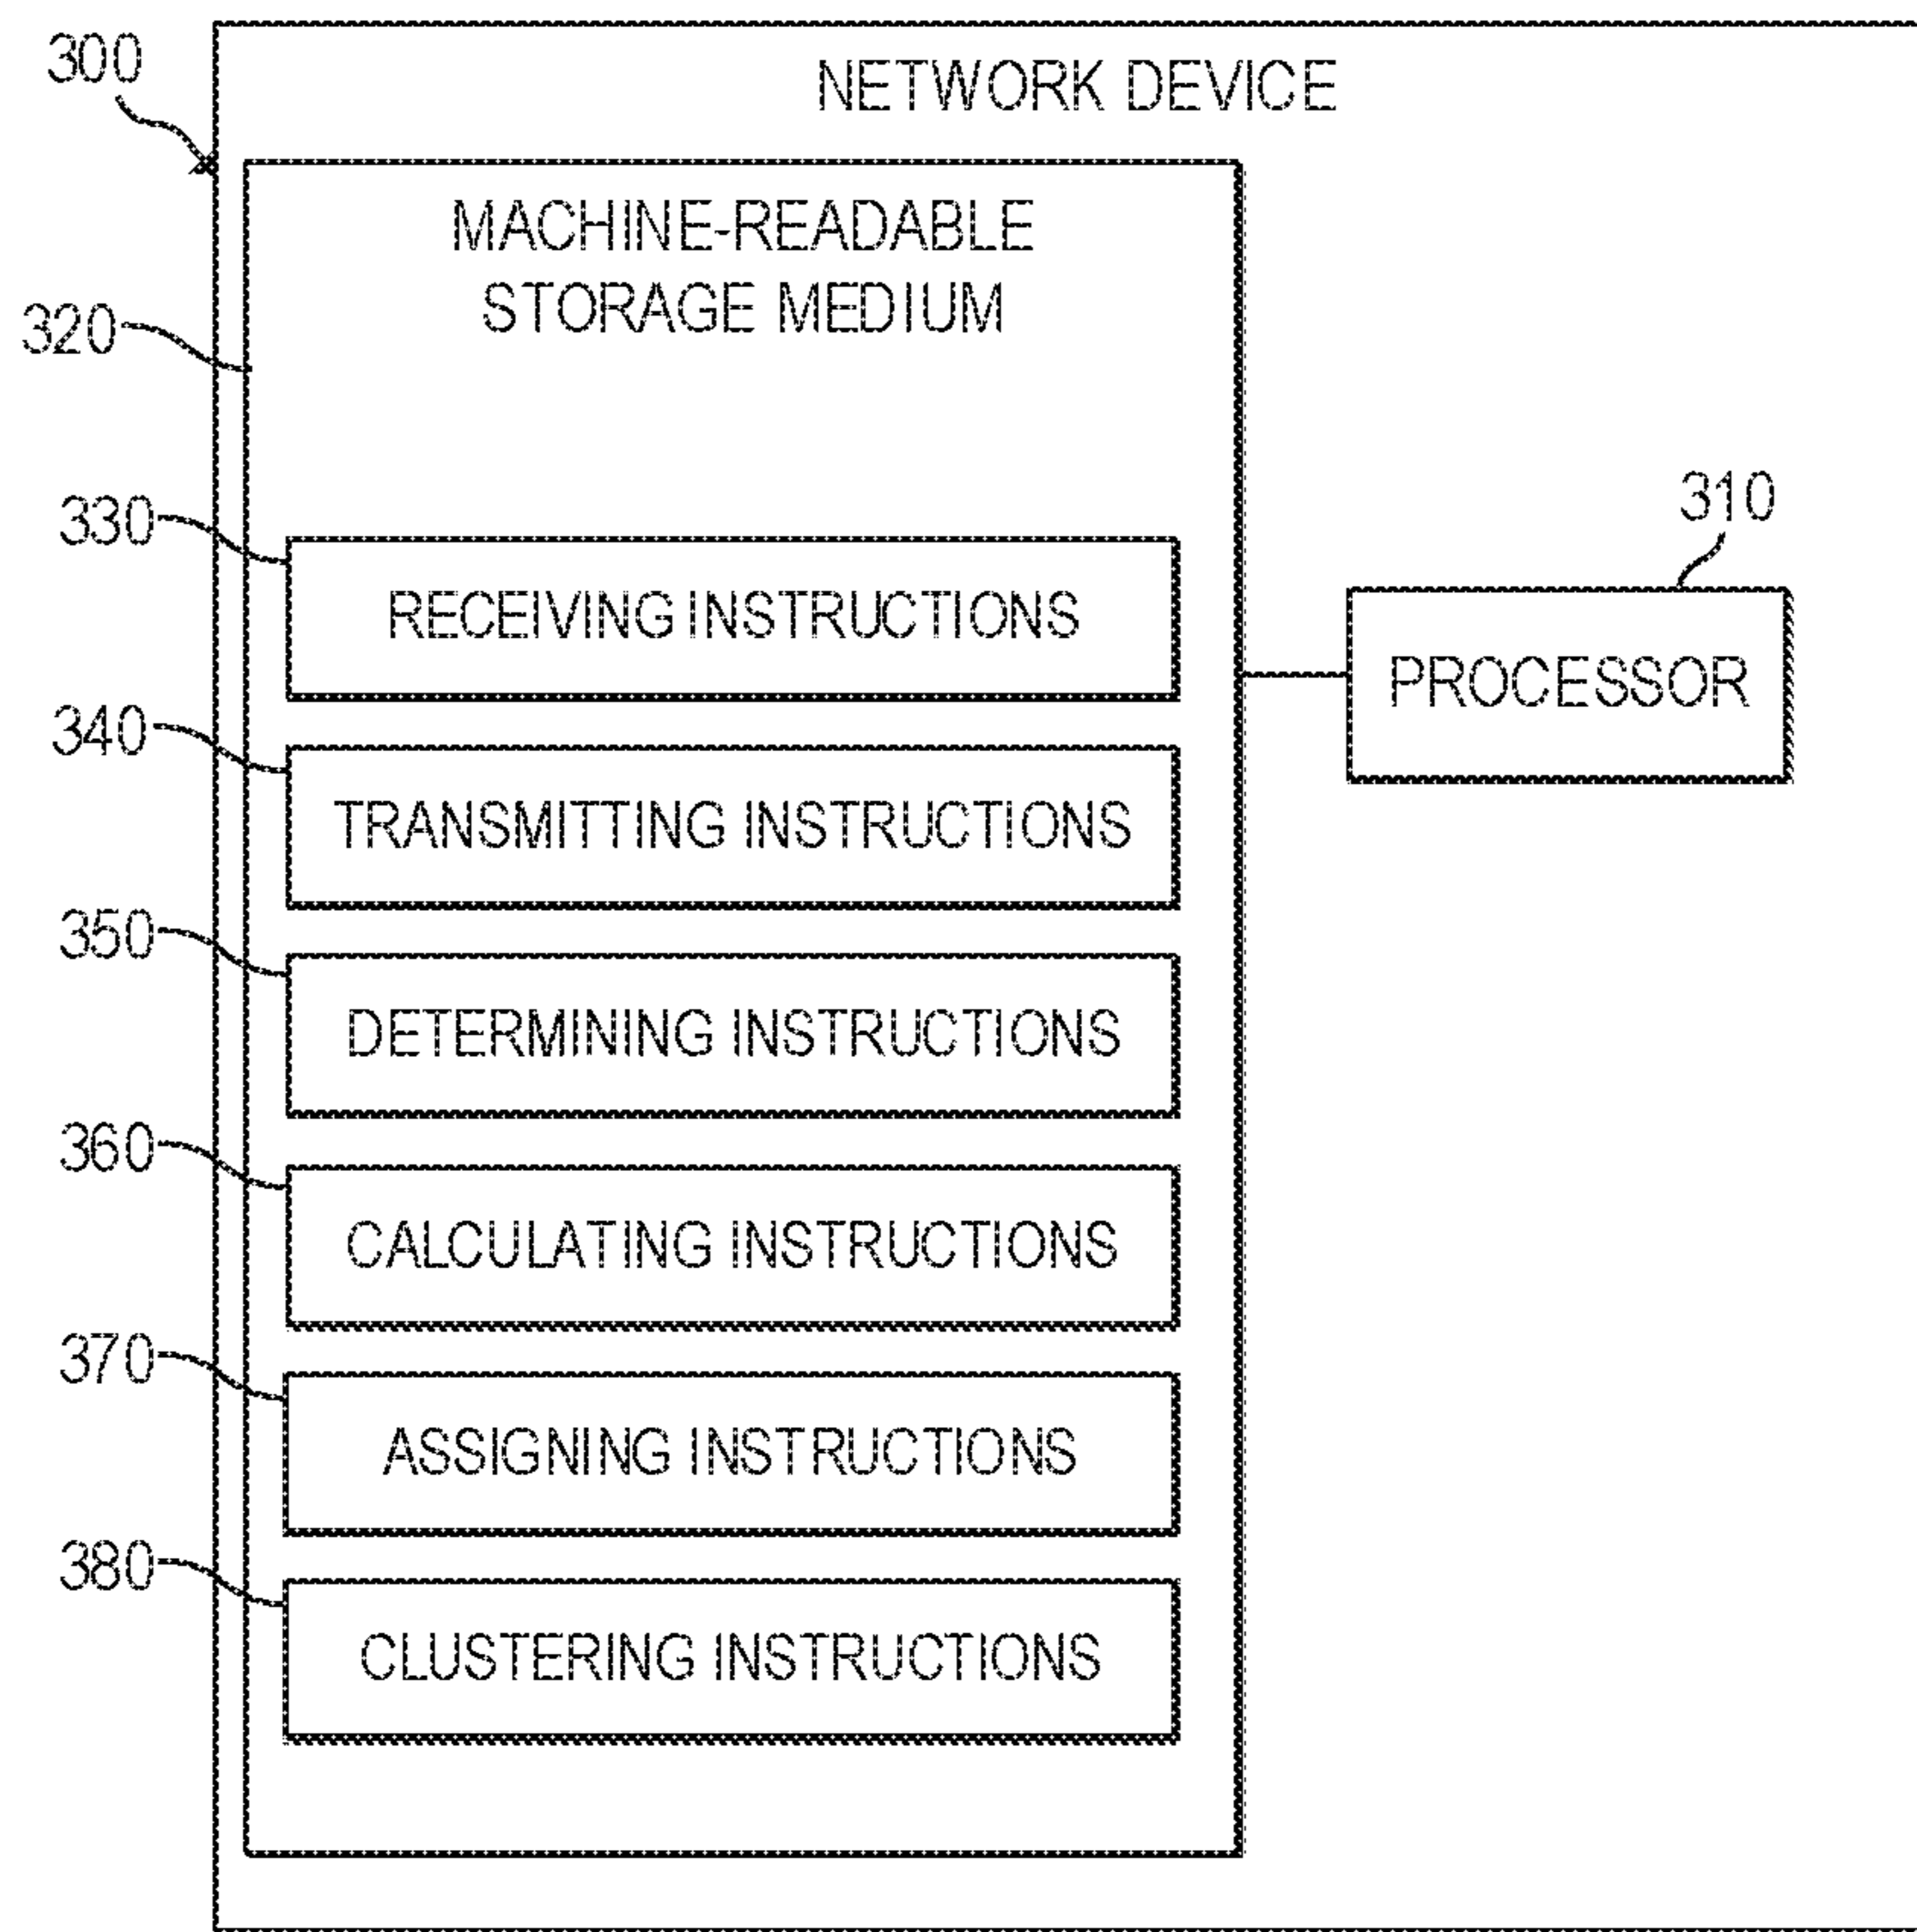 300
NETWORK DEVICE
MACHINE-READABLE
STORAGE MEDIUM
320
310
330
RECEIVING INSTRUCTIONS
PROCESSOR
340
TRANSMITTING INSTRUCTIONS
350
DETERMINING INSTRUCTIONS
360
CALCULATING INSTRUCTIONS
370
ASSIGNING INSTRUCTIONS
380
CLUSTERING INSTRUCTIONS